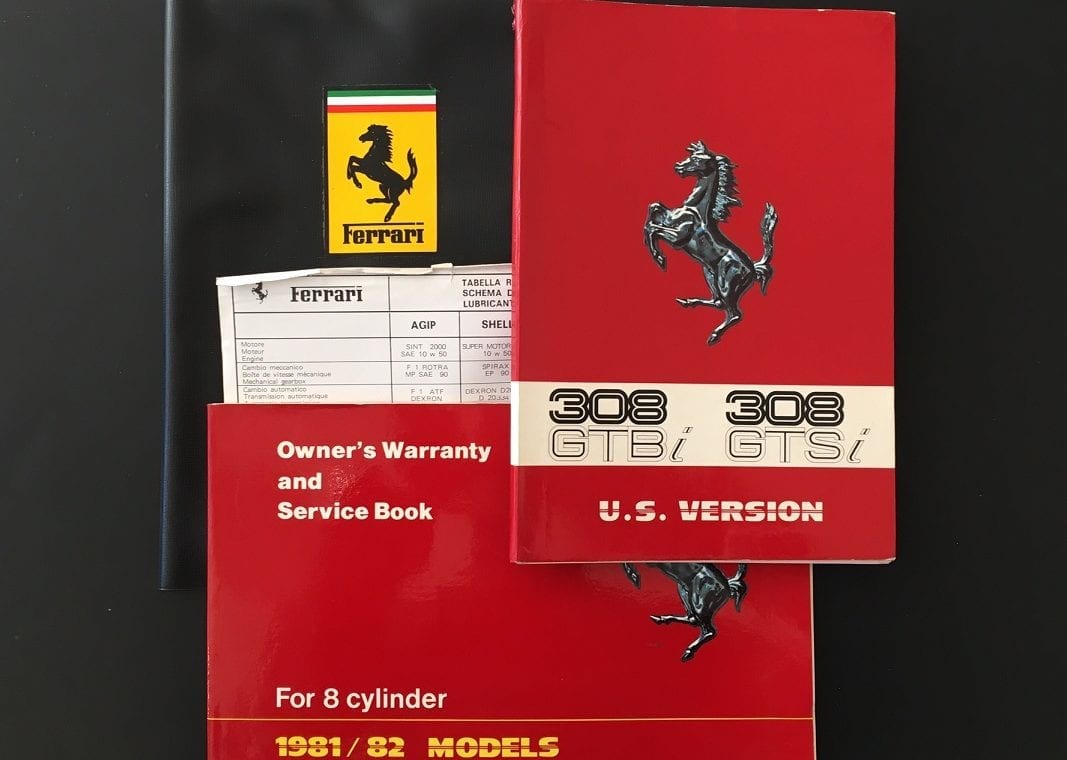 Ferrari
Ferrari
TABELLA R
SCHEMA D
LUBRICANT
AGIP
SHELL
Motore
Moteur
Engine
SINT 2000
SAE 10 w 50
SUPER MOTOR
10 w 50
Cambio meccanico
Boîte de vitesse mécanique
Mechanical gearbox
F 1 ROTRA
MP SAE 90
SPIRAX
EP 90
Cambio automatico
Transmission automatique
F 1 ATF
DEXRON
DEXRON
308 308
GTBi GTSi
U.S. VERSION
Owner's Warranty
and
Service Book
For 8 cylinder
1981/82 MODELS